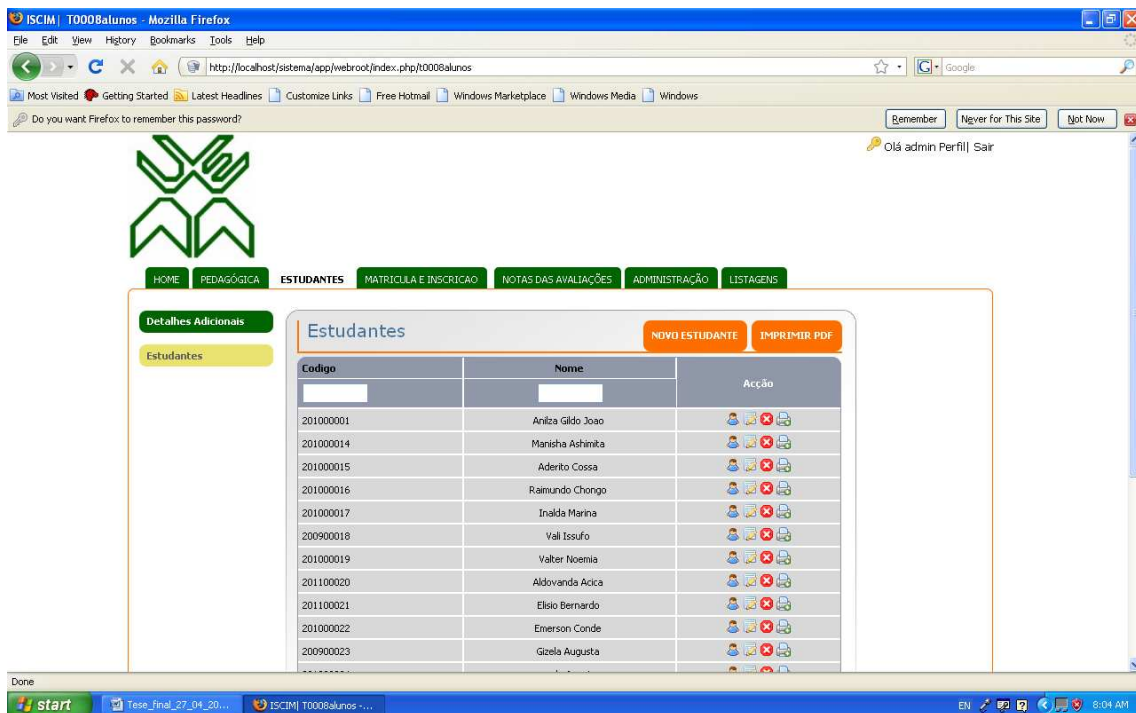 ISCIM| T0008alunos - Mozilla Firefox
File Edit View History Bookmarks Tools Help
http://localhost/sistema/app/webroot/index.php/t0008alunos
Google
Most Visited Getting Started Latest Headlines Customize Links Free Hotmail Windows Marketplace Windows Media Windows
Do you want Firefox to remember this password? Remember Never for This Site Not Now
Olá admin Perfil| Sair
HOME PEDAGÓGICA ESTUDANTES MATRICULA E INSCRICAO NOTAS DAS AVALIAÇÕES ADMINISTRAÇÃO LISTAGENS
Detalhes Adicionais
Estudantes
Estudantes NOVO ESTUDANTE IMPRIMIR PDF
Codigo Nome Acção
201000001 Anilza Gildo Joao
201000014 Manisha Ashimita
201000015 Aderito Cossa
201000016 Raimundo Chongo
201000017 Inalda Marina
200900018 Vali Issufo
201000019 Valter Noemia
201100020 Aldovanda Acica
201100021 Elisio Bernardo
201000022 Emerson Conde
200900023 Gizela Augusta
Done
start Tese_final_27_04_20... ISCIM| T0008alunos -... EN 8:04 AM